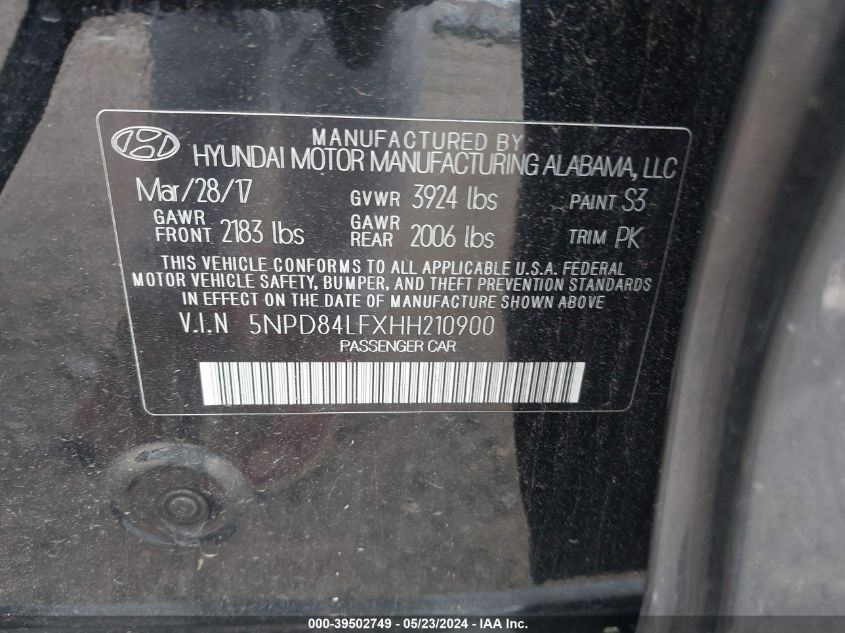 MANUFACTURED BY
HYUNDAI MOTOR MANUFACTURING ALABAMA, LLC
Mar/28/17 GVWR 3924 lbs PAINT S3
GAWR FRONT 2183 lbs GAWR REAR 2006 lbs TRIM PK
THIS VEHICLE CONFORMS TO ALL APPLICABLE U.S.A. FEDERAL
MOTOR VEHICLE SAFETY, BUMPER, AND THEFT PREVENTION STANDARDS
IN EFFECT ON THE DATE OF MANUFACTURE SHOWN ABOVE
V.I.N 5NPD84LFXHH210900
PASSENGER CAR
000-39502749 - 05/23/2024 - IAAI.COM